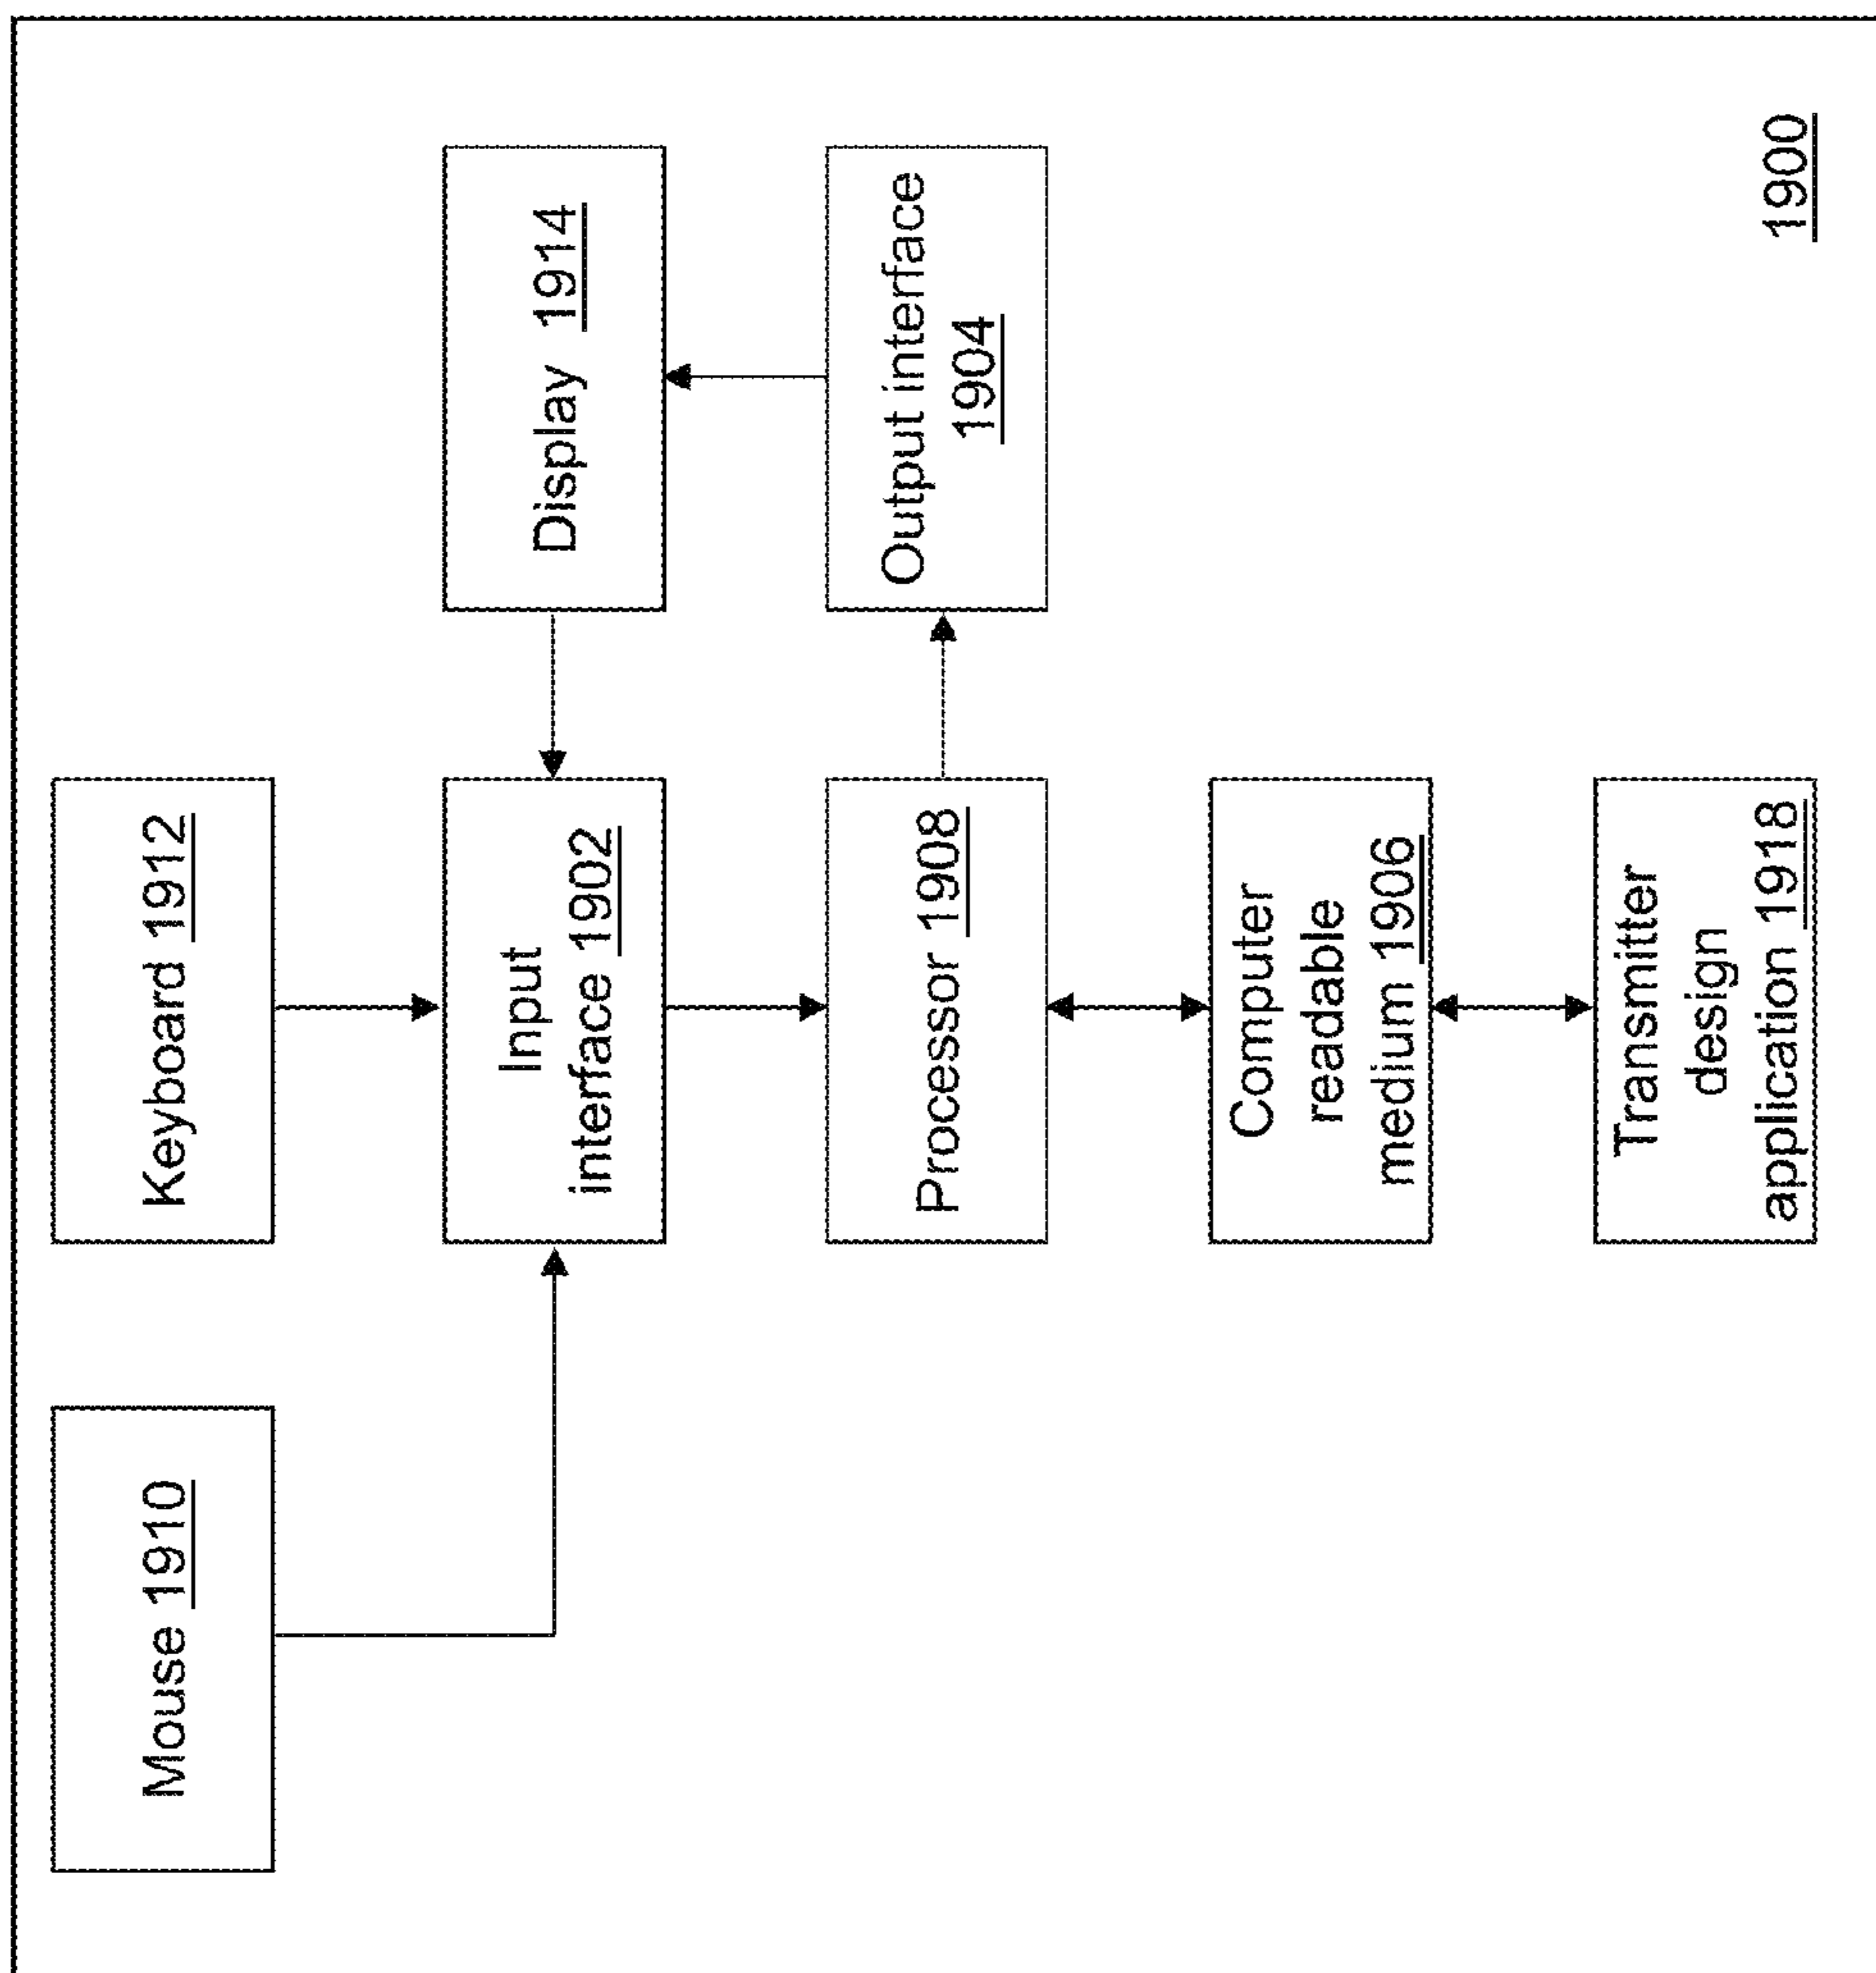 Mouse 1910
Keyboard 1912
Input
interface 1902
Display 1914
Processor 1908
Output interface
1904
Computer
readable
medium 1906
Transmitter
design
application 1918
1900